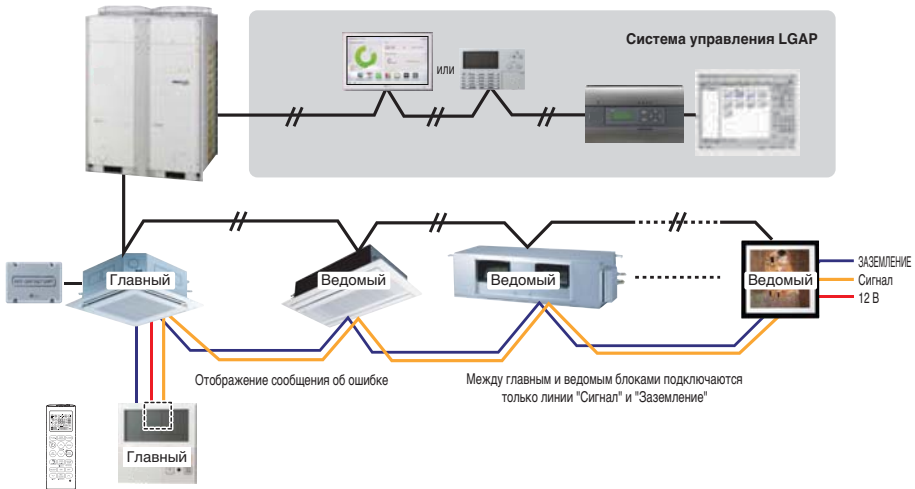 Система управления LGAP
или
Главный
Ведомый
Ведомый
Ведомый
ЗАЗЕМЛЕНИЕ
Сигнал
12 В
Отображение сообщения об ошибке
Между главным и ведомым блоками подключаются
только линии "Сигнал" и "Заземление"
Главный